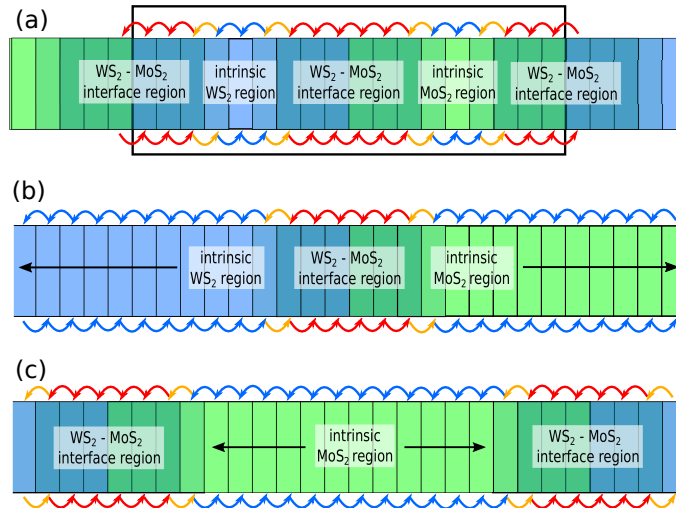 (a)
WS₂ - MoS₂
interface region
intrinsic
WS₂ region
WS₂ - MoS₂
interface region
intrinsic
MoS₂ region
WS₂ - MoS₂
interface region
(b)
intrinsic
WS₂ region
WS₂ - MoS₂
interface region
intrinsic
MoS₂ region
(c)
WS₂ - MoS₂
interface region
intrinsic
MoS₂ region
WS₂ - MoS₂
interface region